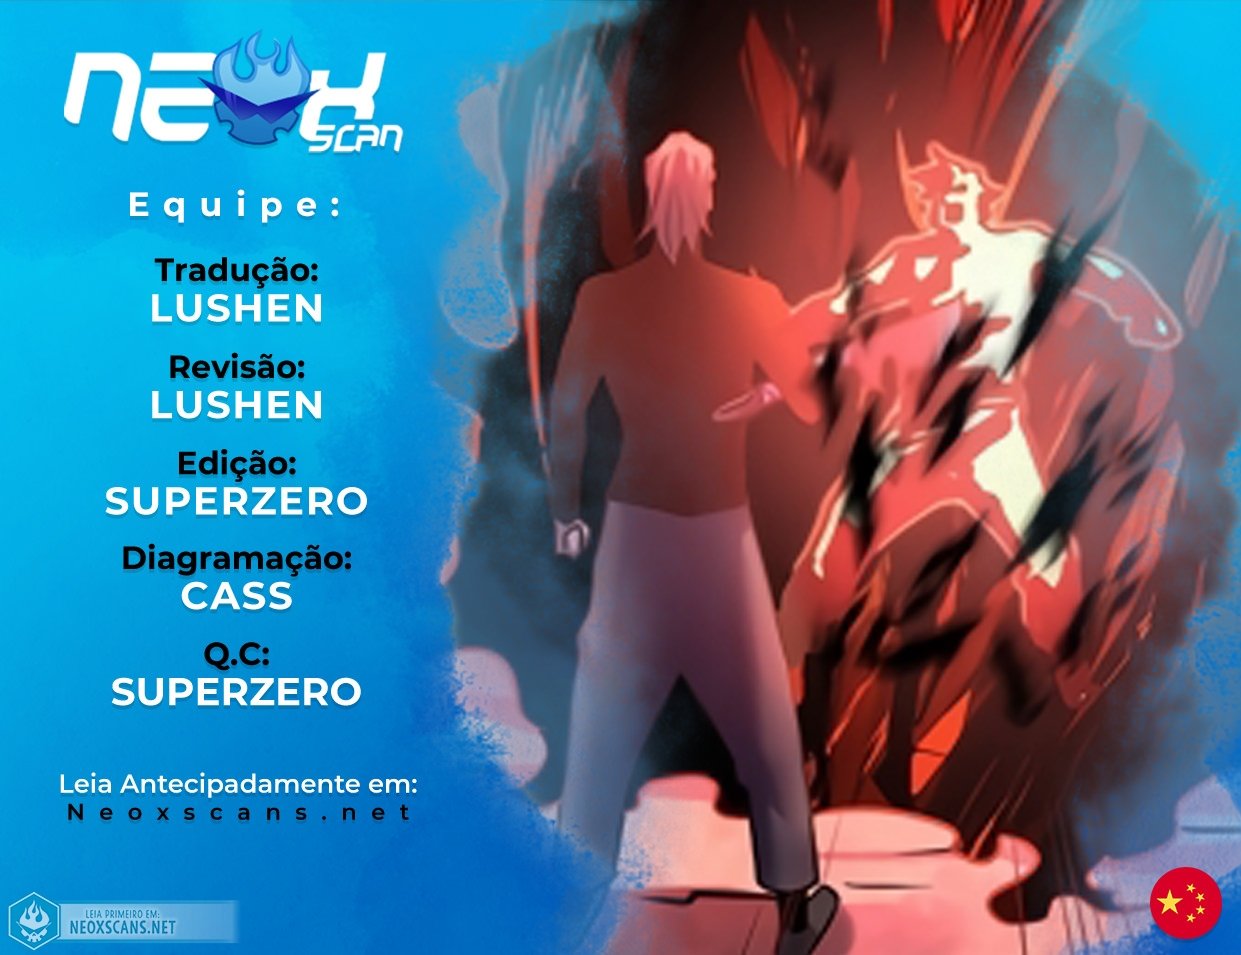 NEOX
SCAN
Equipe:
Tradução:
LUSHEN
Revisão:
LUSHEN
Edição:
SUPERZERO
Diagramação:
CASS
Q.C:
SUPERZERO
Leia Antecipadamente em:
Neoxscans.net
LEIA PRIMEIRO EM:
NEOXSCANS.NET